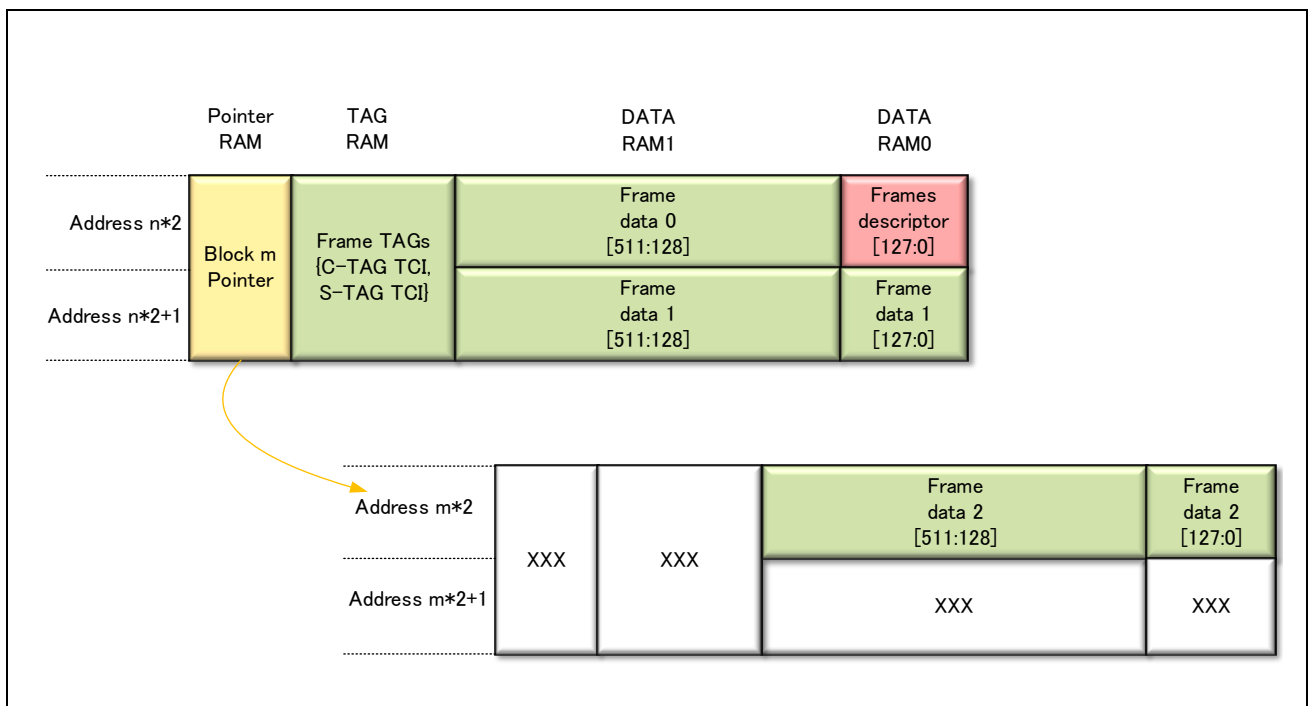 Pointer
RAM
TAG
RAM
DATA
RAM1
DATA
RAM0
Address n*2
Address n*2+1
Block m
Pointer
Frame TAGs
{C-TAG TCI,
S-TAG TCI}
Frame
data 0
[511:128]
Frames
descriptor
[127:0]
Frame
data 1
[511:128]
Frame
data 1
[127:0]
Address m*2
Address m*2+1
XXX
XXX
Frame
data 2
[511:128]
Frame
data 2
[127:0]
XXX
XXX